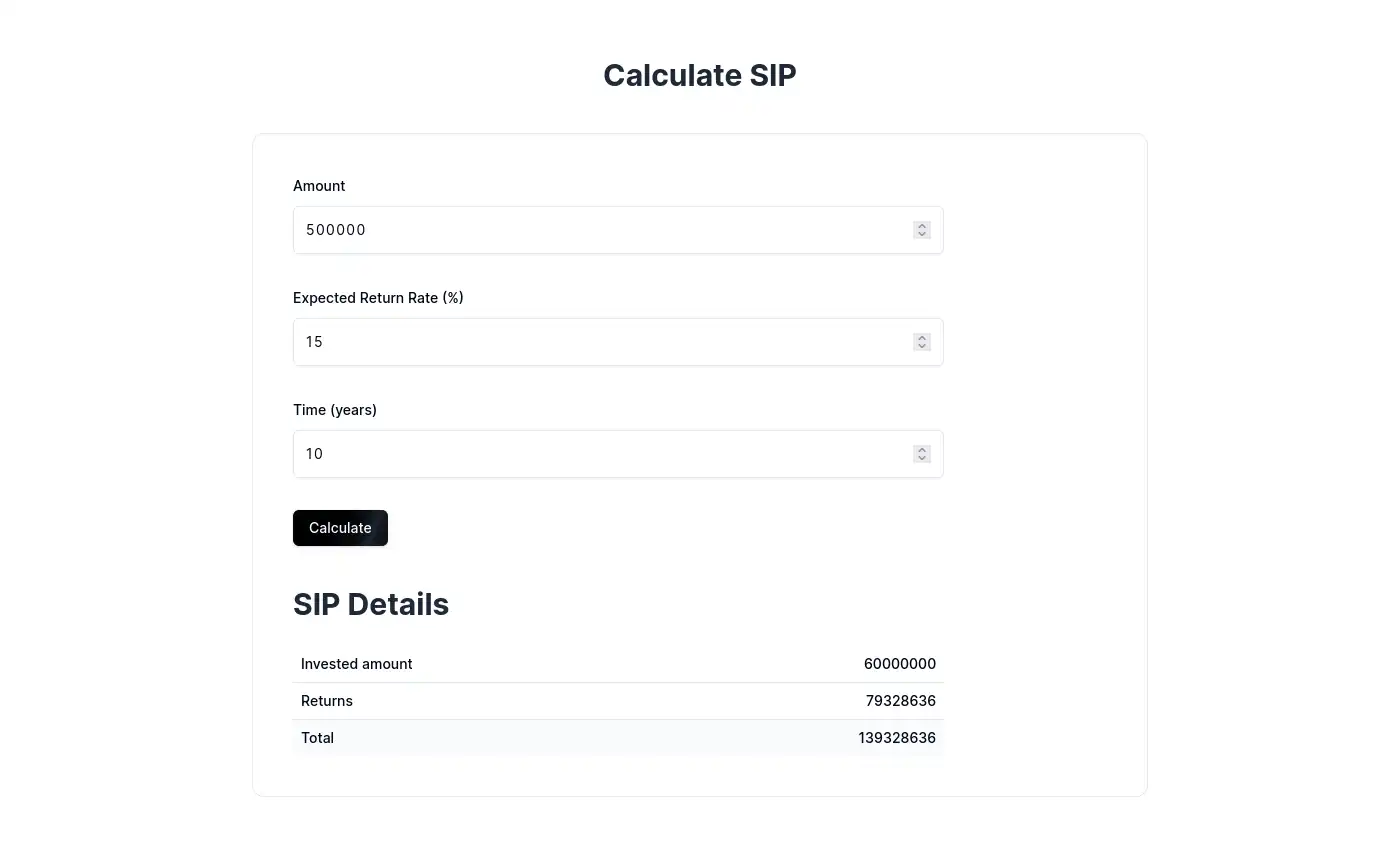 Calculate SIP
Amount
500000
Expected Return Rate (%)
15
Time (years)
10
Calculate
SIP Details
Invested amount 60000000
Returns 79328636
Total 139328636